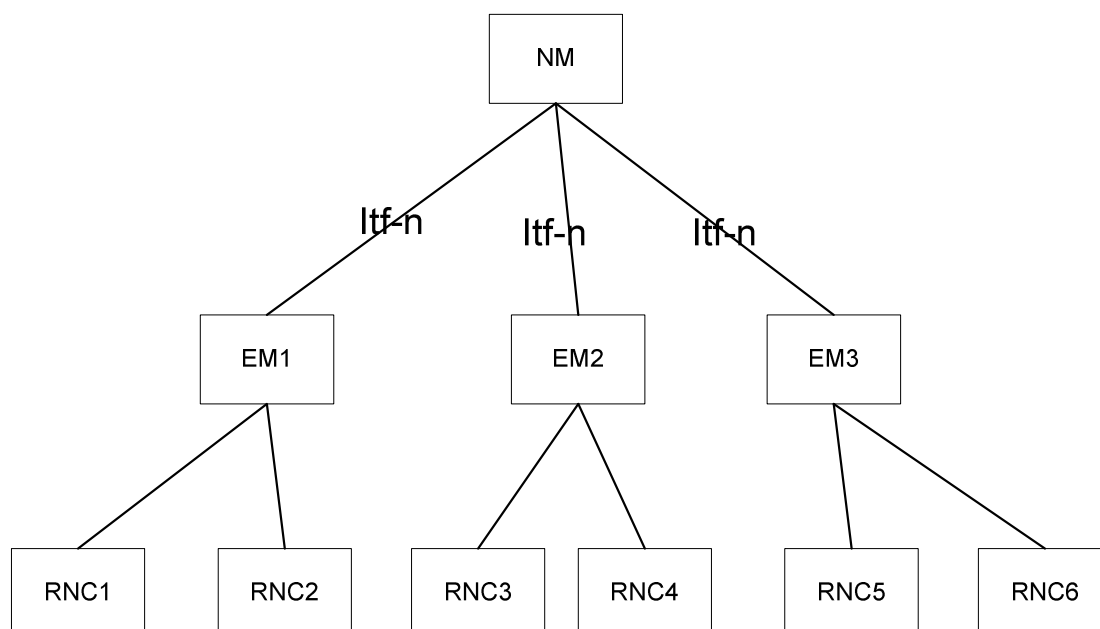 NM
Itf-n
Itf-n
Itf-n
EM1
EM2
EM3
RNC1
RNC2
RNC3
RNC4
RNC5
RNC6